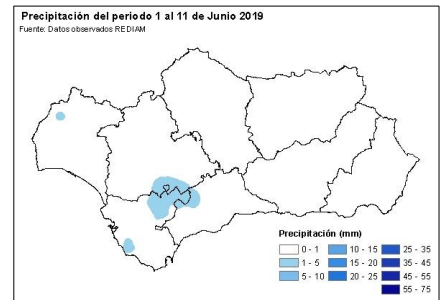 Precipitación del periodo 1 al 11 de Junio 2019
Fuente: Datos observados REDIAM
Precipitación (mm)
0 - 1 10 - 15 25 - 35
1 - 5 15 - 20 35 - 45
5 - 10 20 - 25 45 - 55
55 - 75